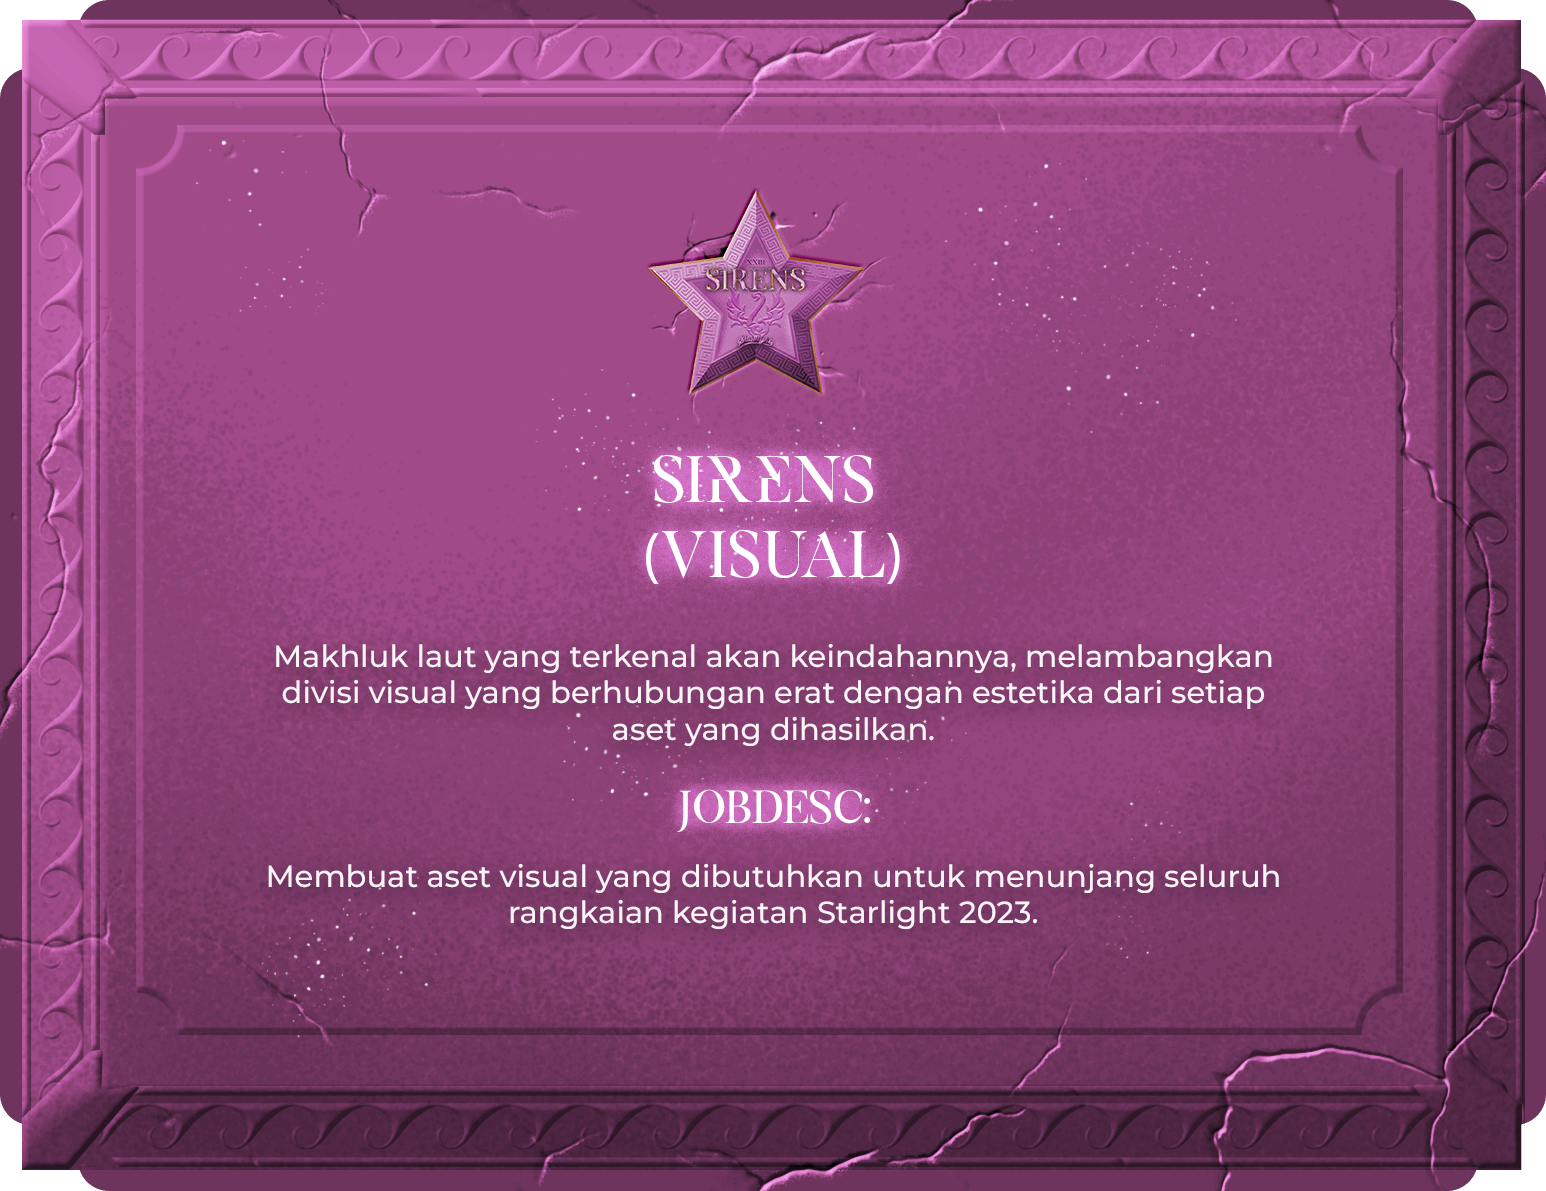 XXIII
SIRENS
SIRENS
(VISUAL)
Makhluk laut yang terkenal akan keindahannya, melambangkan
divisi visual yang berhubungan erat dengan estetika dari setiap
aset yang dihasilkan.
JOBDESC:
Membuat aset visual yang dibutuhkan untuk menunjang seluruh
rangkaian kegiatan Starlight 2023.